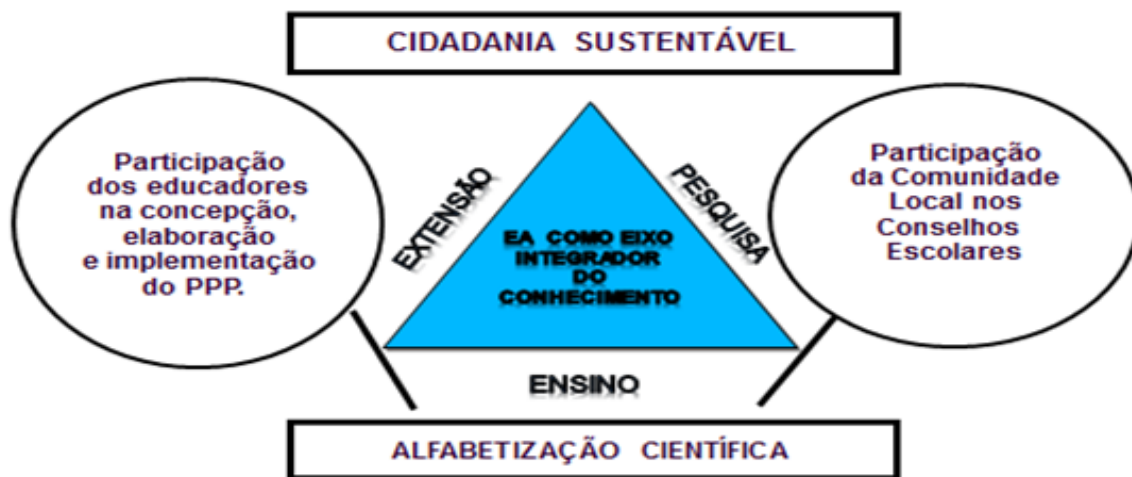 CIDADANIA SUSTENTÁVEL
Participação
dos educadores
na concepção,
elaboração
e implementação
do PPP.
EXTENSÃO
EA COMO EIXO
INTEGRADOR
DO
CONHECIMENTO
PESQUISA
Participação
da Comunidade
Local nos
Conselhos
Escolares
ENSINO
ALFABETIZAÇÃO CIENTÍFICA